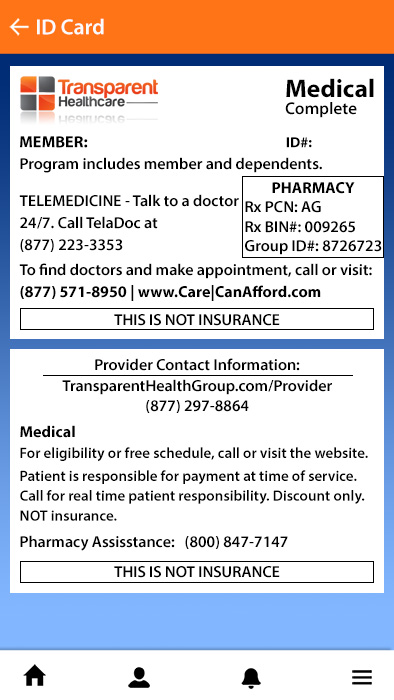 ID Card
Transparent
Healthcare
Medical
Complete
MEMBER: ID#:
Program includes member and dependents.
TELEMEDICINE - Talk to a doctor
24/7. Call TelaDoc at
(877) 223-3353
PHARMACY
Rx PCN: AG
Rx BIN#: 009265
Group ID#: 8726723
To find doctors and make appointment, call or visit:
(877) 571-8950 | www.Care|CanAfford.com
THIS IS NOT INSURANCE
Provider Contact Information:
TransparentHealthGroup.com/Provider
(877) 297-8864
Medical
For eligibility or free schedule, call or visit the website.
Patient is responsible for payment at time of service.
Call for real time patient responsibility. Discount only.
NOT insurance.
Pharmacy Assisstance: (800) 847-7147
THIS IS NOT INSURANCE